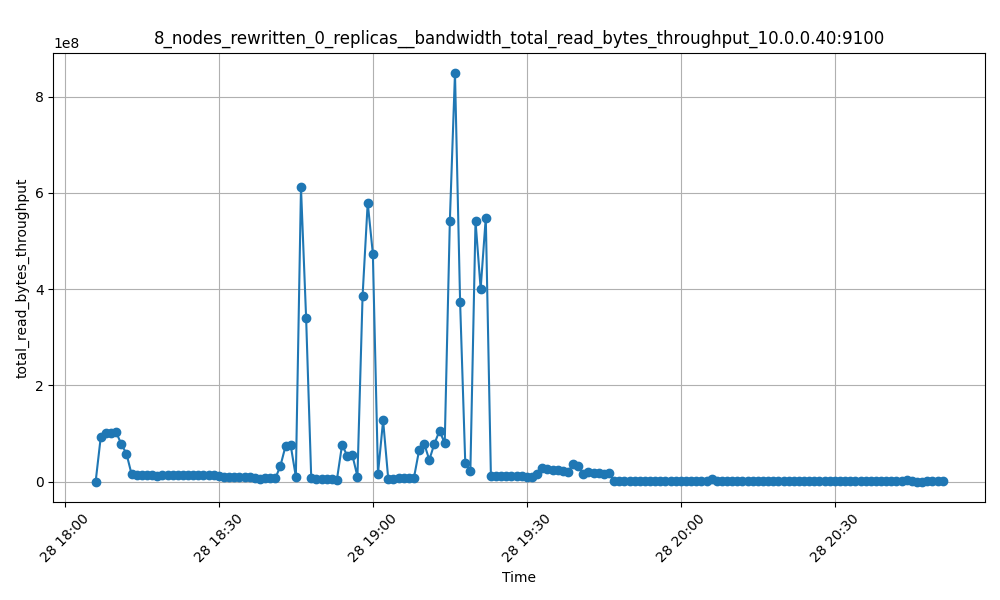 8_nodes_rewritten_0_replicas__bandwidth_total_read_bytes_throughput_10.0.0.40:9100
1e8
8
6
4
2
0
total_read_bytes_throughput
28 18:00
28 18:30
28 19:00
28 19:30
28 20:00
28 20:30
Time